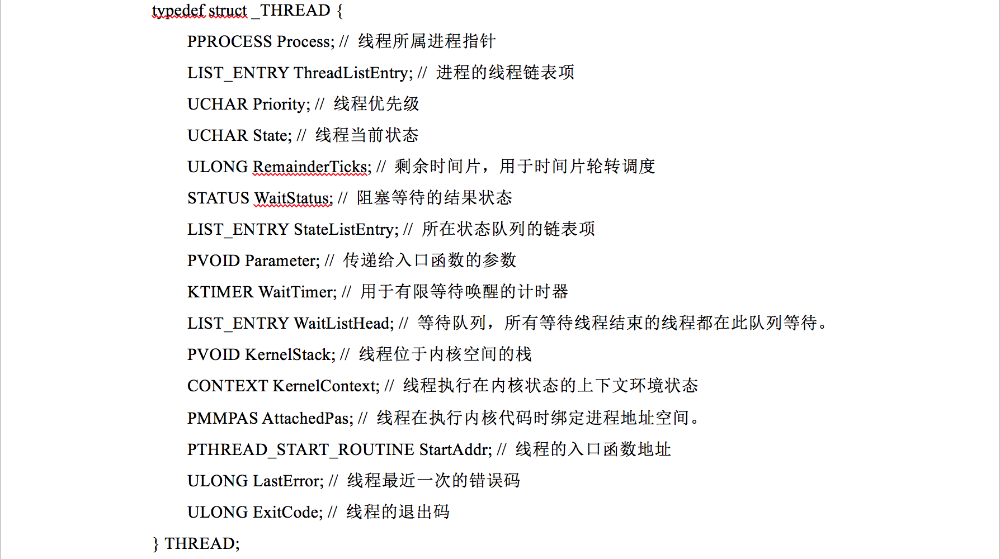 typedef struct _THREAD {
PPROCESS Process; // 线程所属进程指针
LIST_ENTRY ThreadListEntry; // 进程的线程链表项
UCHAR Priority; // 线程优先级
UCHAR State; // 线程当前状态
ULONG RemainderTicks; // 剩余时间片，用于时间片轮转调度
STATUS WaitStatus; // 阻塞等待的结果状态
LIST_ENTRY StateListEntry; // 所在状态队列的链表项
PVOID Parameter; // 传递给入口函数的参数
KTIMER WaitTimer; // 用于有限等待唤醒的计时器
LIST_ENTRY WaitListHead; // 等待队列，所有等待线程结束的线程都在此队列等待。
PVOID KernelStack; // 线程位于内核空间的栈
CONTEXT KernelContext; // 线程执行在内核状态的上下文环境状态
PMMPAS AttachedPas; // 线程在执行内核代码时绑定进程地址空间。
PTHREAD_START_ROUTINE StartAddr; // 线程的入口函数地址
ULONG LastError; // 线程最近一次的错误码
ULONG ExitCode; // 线程的退出码
} THREAD;